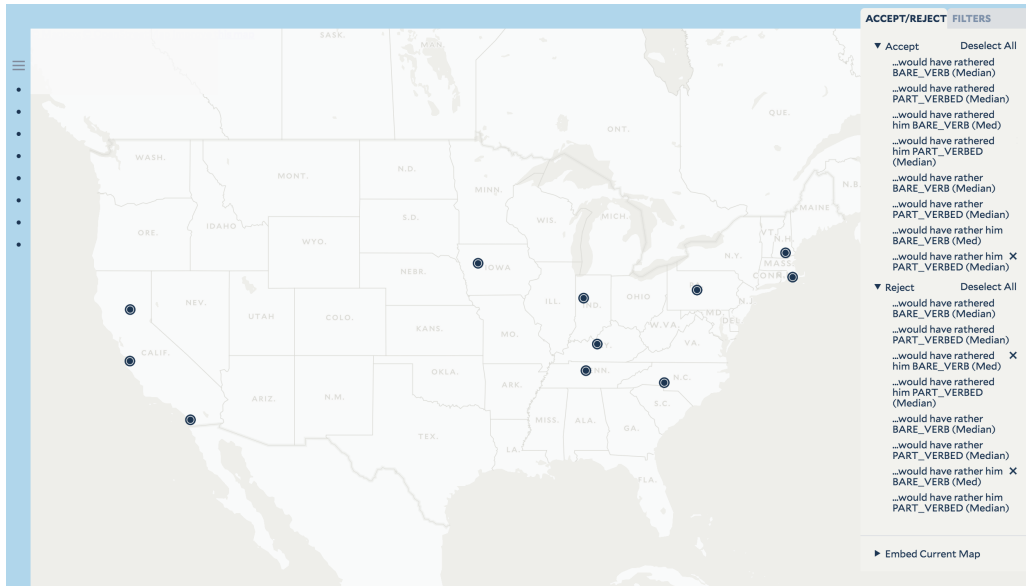 ACCEPT/REJECT FILTERS
Accept Deselect All
...would have rathered
BARE_VERB (Median)
...would have rathered
PART_VERBED (Median)
...would have rathered
him BARE_VERB (Med)
...would have rathered
him PART_VERBED
(Median)
...would have rather
BARE_VERB (Median)
...would have rather
PART_VERBED (Median)
...would have rather him
BARE_VERB (Med)
...would have rather him ✕
PART_VERBED (Median)
Reject Deselect All
...would have rathered
BARE_VERB (Median)
...would have rathered
PART_VERBED (Median)
...would have rathered ✕
him BARE_VERB (Med)
...would have rathered
him PART_VERBED
(Median)
...would have rather
BARE_VERB (Median)
...would have rather
PART_VERBED (Median)
...would have rather him ✕
BARE_VERB (Med)
...would have rather him
PART_VERBED (Median)
Embed Current Map
SASK.
MAN.
ONT.
QUE.
N.B.
WASH.
MONT.
N.D.
MINN.
MAINE
ORE.
IDAHO
WYO.
S.D.
WIS.
MICH.
VT.
N.H.
N.Y.
MASS.
CONN.
NEBR.
IOWA
NEV.
UTAH
COLO.
KANS.
MO.
ILL.
IND.
OHIO
N.J.
MD.
DEL.
W.VA.
VA.
CALIF.
ARIZ.
N.M.
OKLA.
ARK.
N.C.
S.C.
TEX.
LA.
MISS.
ALA.
GA.
FLA.